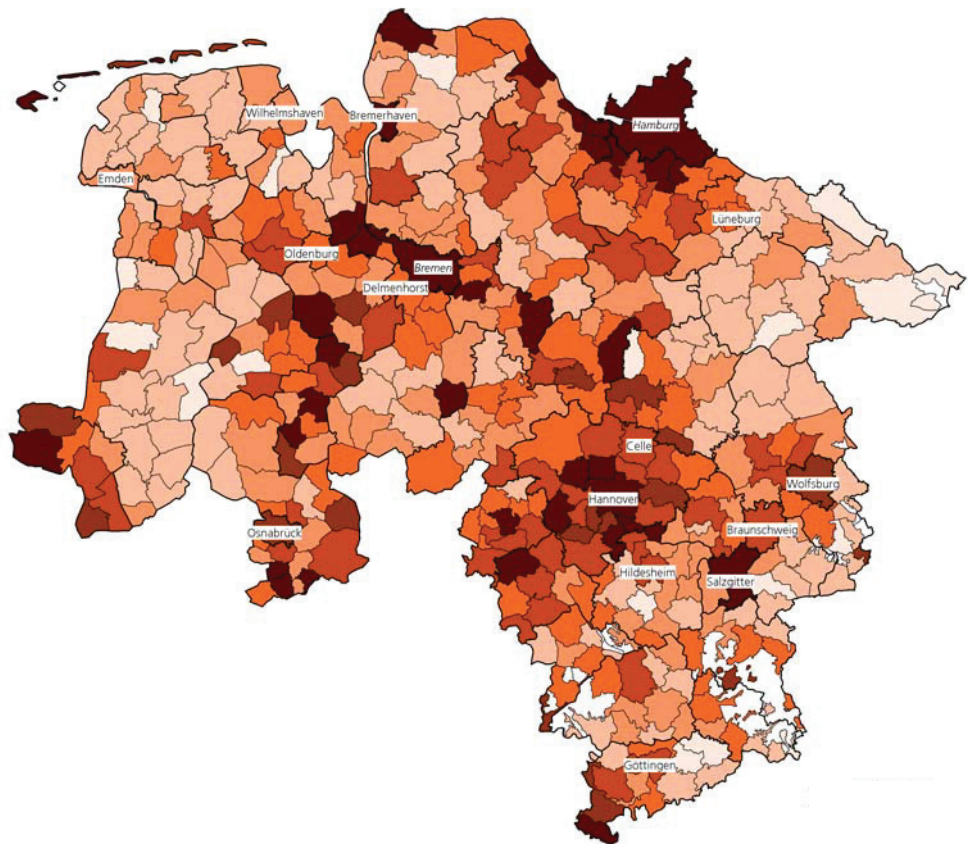 Wilhelmshaven
Bremerhaven
Hamburg
Emden
Lüneburg
Oldenburg
Bremen
Delmenhorst
Celle
Wolfsburg
Hannover
Osnabrück
Braunschweig
Hildesheim
Salzgitter
Göttingen